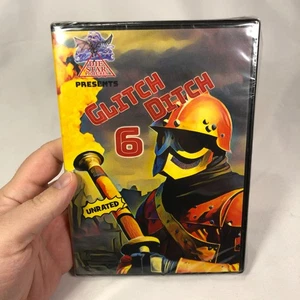 PRESENTS
GLITCH
DITCH
6
UNRATED